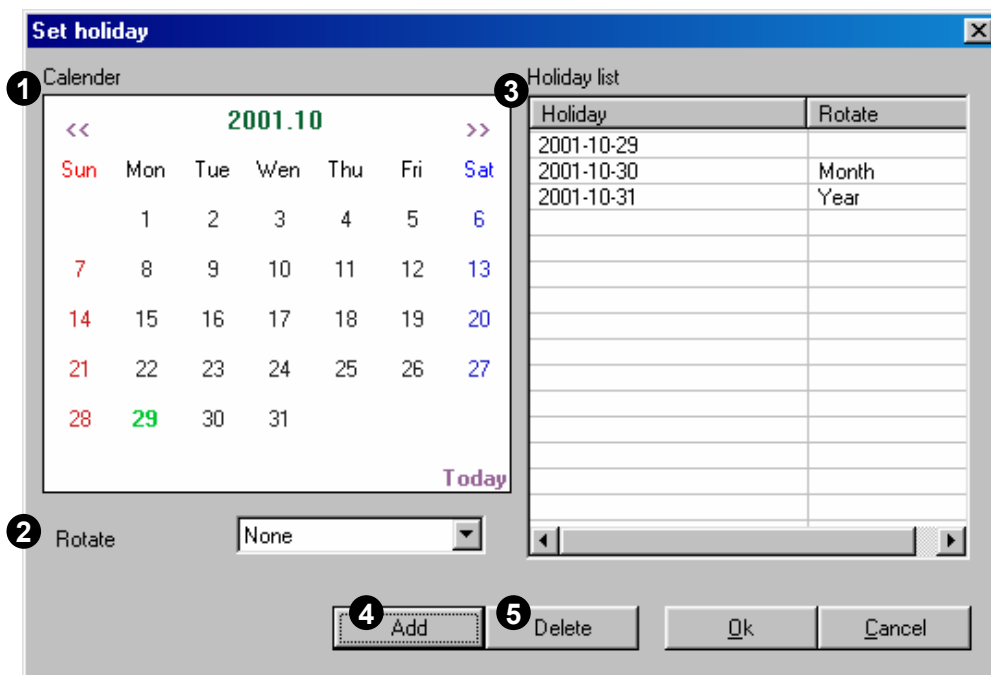 Set holiday
1 Calender
<< 2001.10 >>
Sun Mon Tue Wen Thu Fri Sat
1 2 3 4 5 6
7 8 9 10 11 12 13
14 15 16 17 18 19 20
21 22 23 24 25 26 27
28 29 30 31
Today
2 Rotate None
3 Holiday list
Holiday Rotate
2001-10-29
2001-10-30 Month
2001-10-31 Year
4 Add 5 Delete Ok Cancel